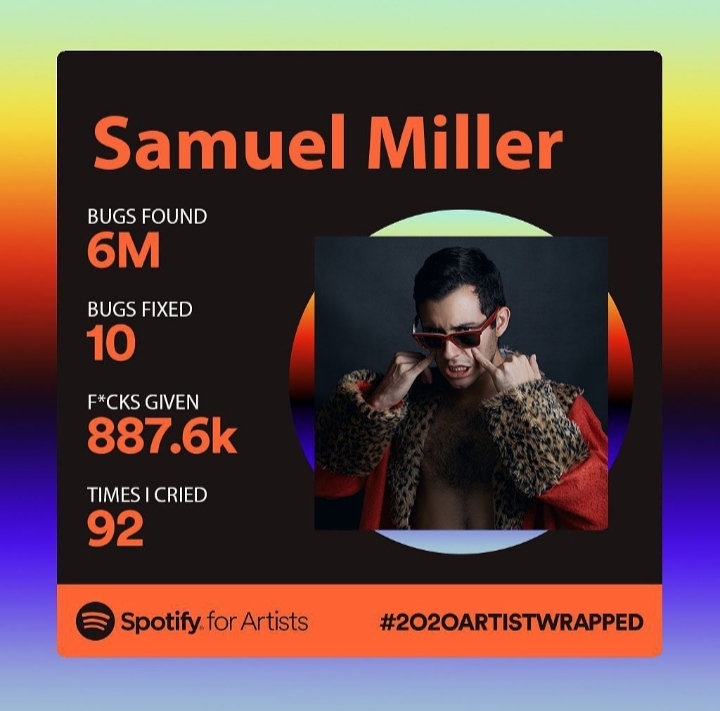 Samuel Miller
BUGS FOUND
6M
BUGS FIXED
10
F*CKS GIVEN
887.6k
TIMES I CRIED
92
Spotify for Artists
#2020ARTISTWRAPPED